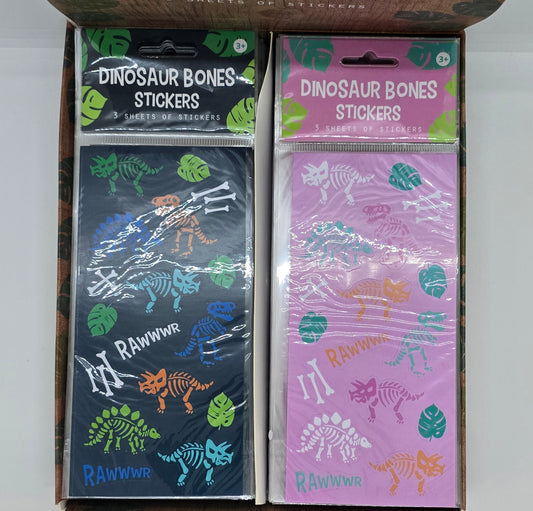 3 SHEETS OF STICKERS
3+
DINOSAUR BONES
STICKERS
3 SHEETS OF STICKERS
RAWWWR
RAWWWR
3+
DINOSAUR BONES
STICKERS
3 SHEETS OF STICKERS
RAWWWR
RAWWWR